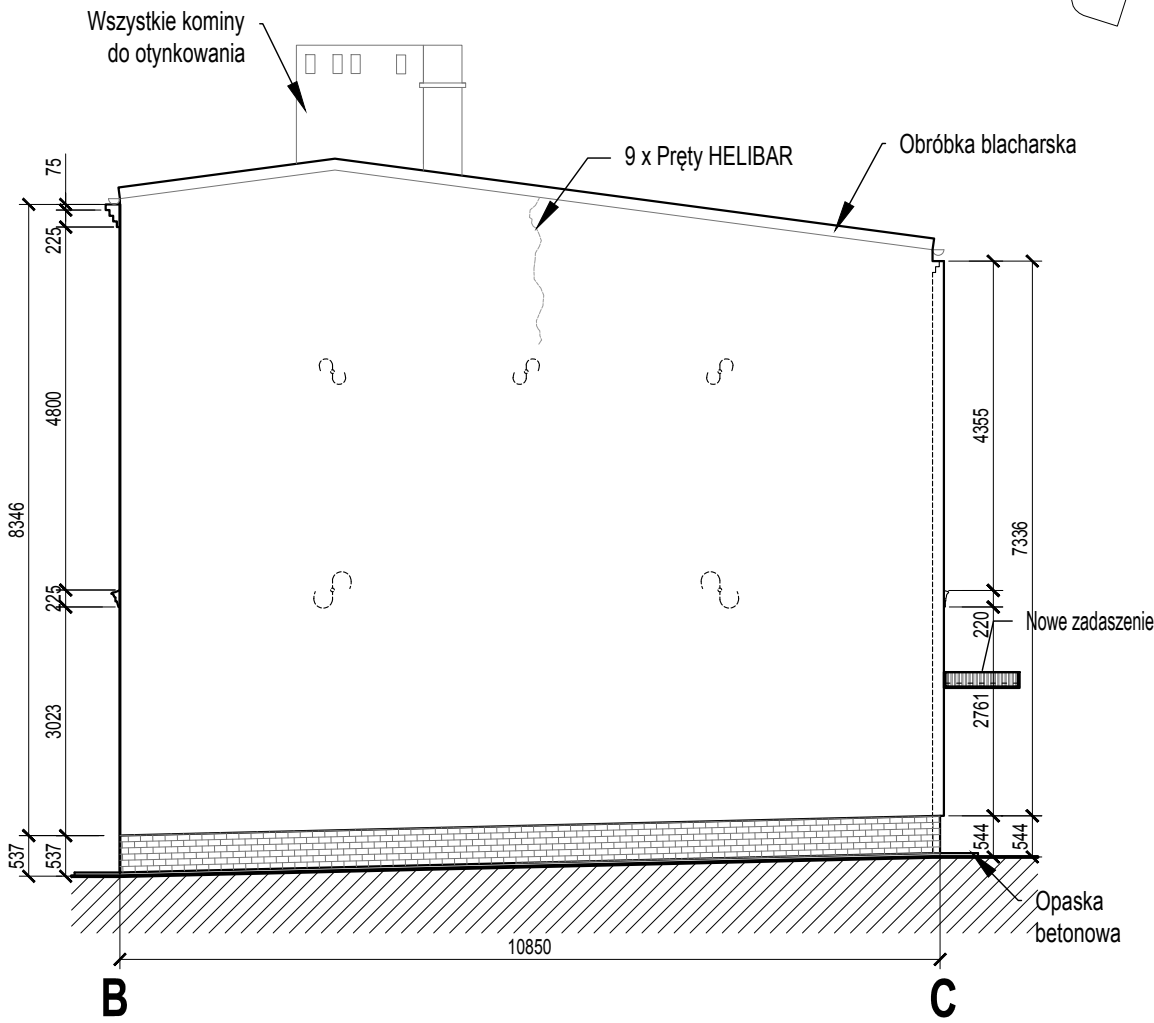 Wszystkie kominy
do otynkowania
9 x Pręty HELIBAR
Obróbka blacharska
75
225
4800
8346
225
3023
537
537
4355
7336
220
Nowe zadaszenie
2761
544
544
Opaska
betonowa
10850
B
C